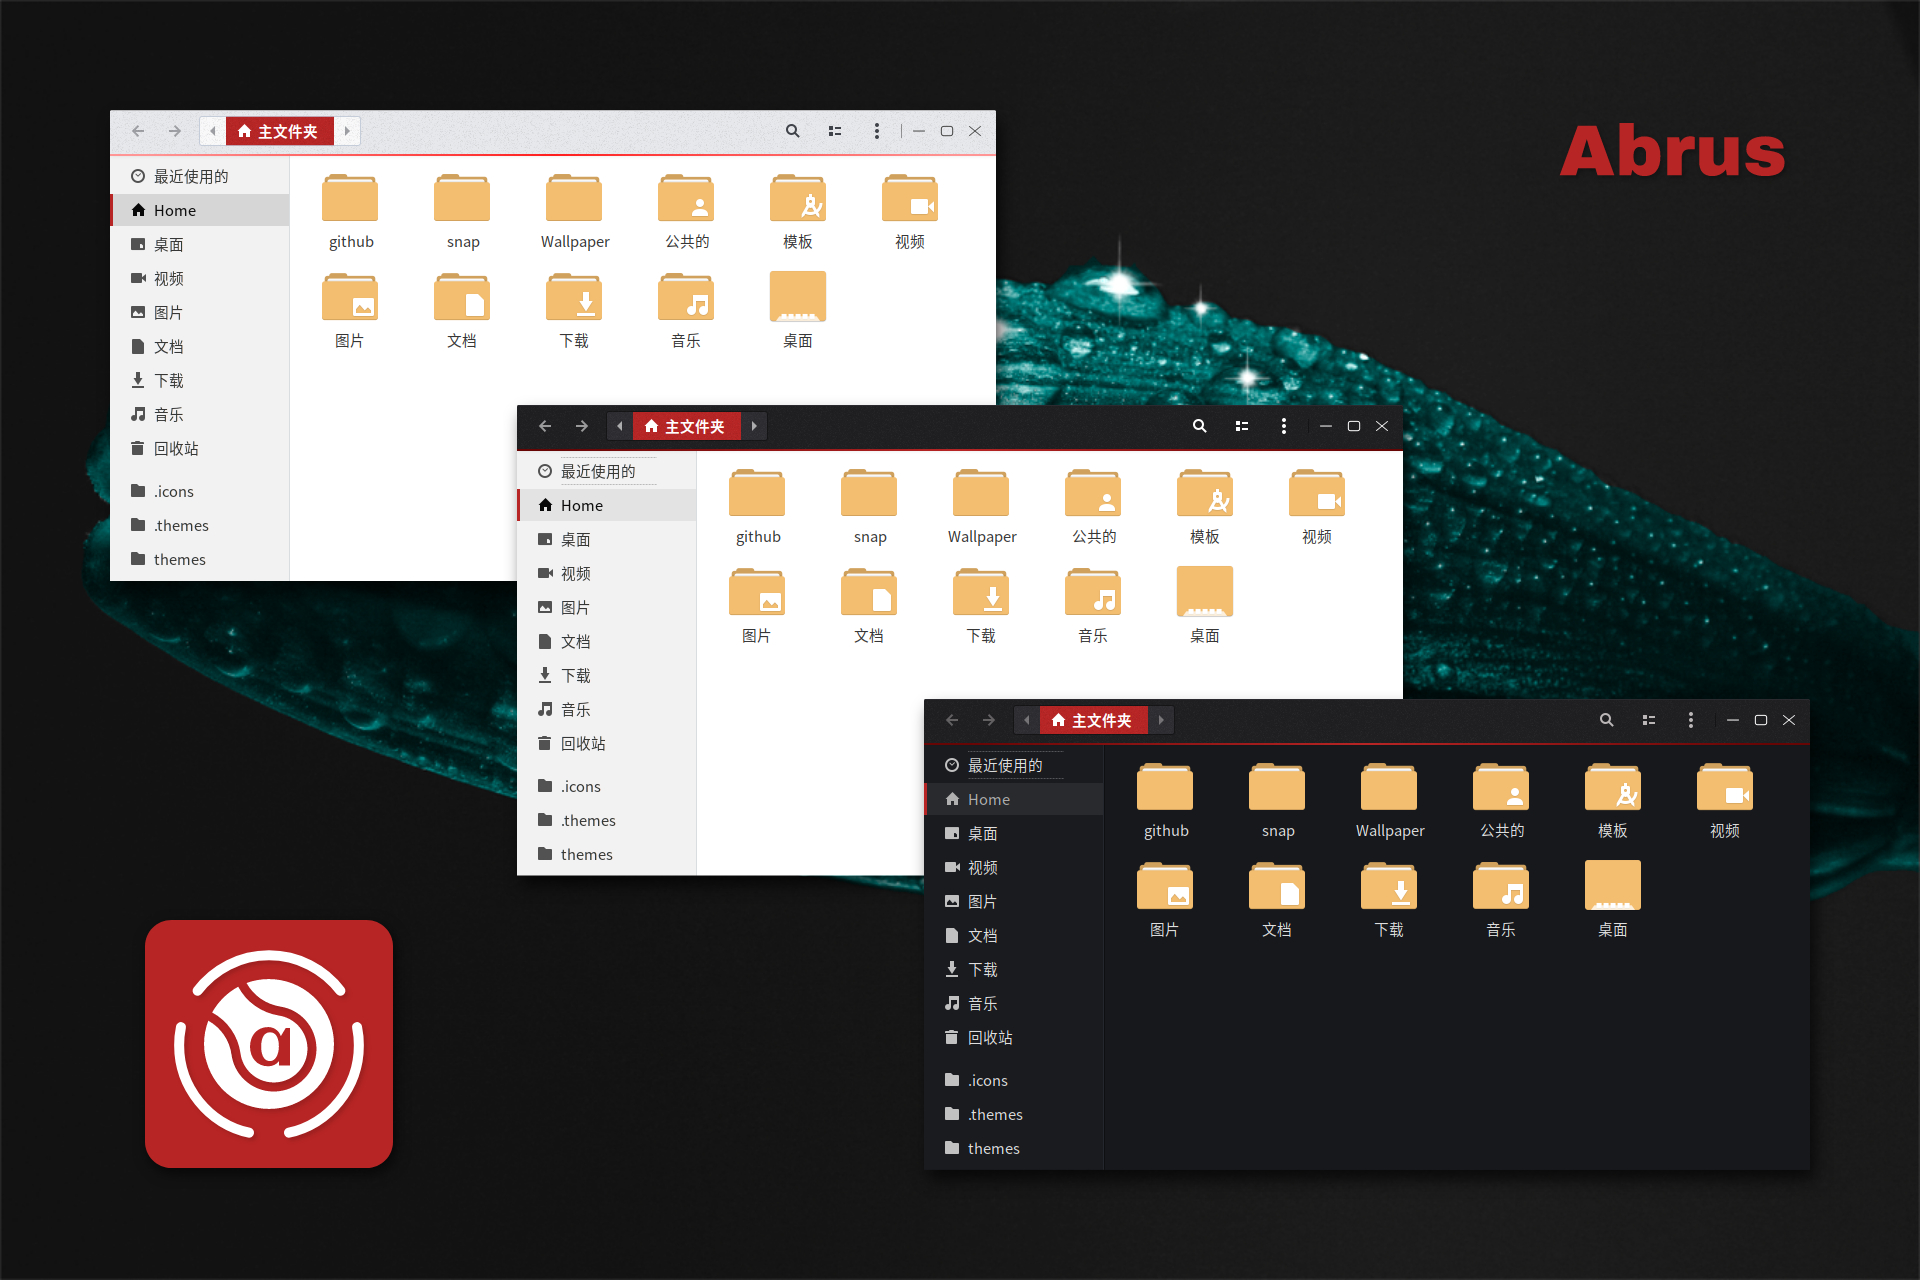 Abrus
主文件夹
最近使用的
Home
桌面
视频
图片
文档
下载
音乐
回收站
.icons
.themes
themes
github snap Wallpaper 公共的 模板 视频
图片 文档 下载 音乐 桌面
主文件夹
最近使用的
Home
桌面
视频
图片
文档
下载
音乐
回收站
.icons
.themes
themes
github snap Wallpaper 公共的 模板 视频
图片 文档 下载 音乐 桌面
主文件夹
最近使用的
Home
桌面
视频
图片
文档
下载
音乐
回收站
.icons
.themes
themes
github snap Wallpaper 公共的 模板 视频
图片 文档 下载 音乐 桌面
α